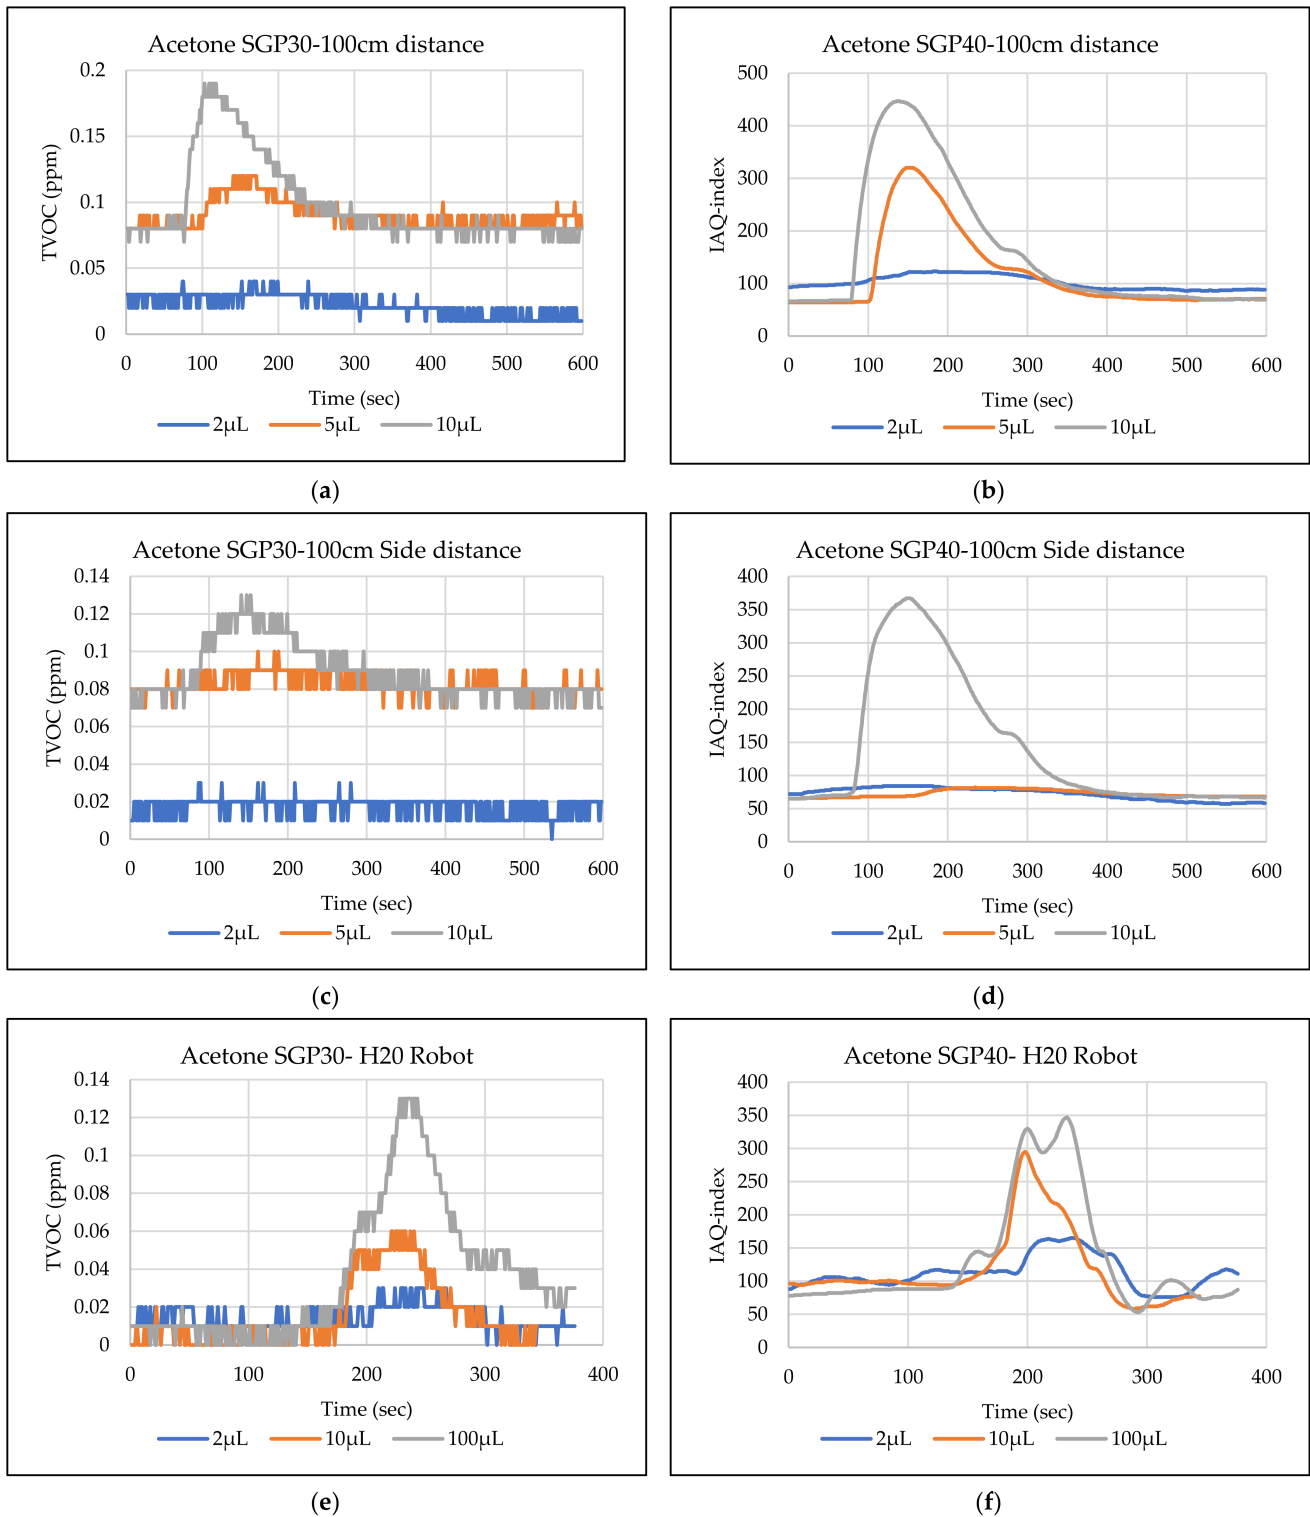 Acetone SGP30-100cm distance
TVOC (ppm)
0.2
0.15
0.1
0.05
0
0 100 200 300 400 500 600
Time (sec)
2µL 5µL 10µL
(a)
Acetone SGP40-100cm distance
IAQ-index
500
400
300
200
100
0
0 100 200 300 400 500 600
Time (sec)
2µL 5µL 10µL
(b)
Acetone SGP30-100cm Side distance
TVOC (ppm)
0.14
0.12
0.1
0.08
0.06
0.04
0.02
0
0 100 200 300 400 500 600
Time (sec)
2µL 5µL 10µL
(c)
Acetone SGP40-100cm Side distance
IAQ-index
400
350
300
250
200
150
100
50
0
0 100 200 300 400 500 600
Time (sec)
2µL 5µL 10µL
(d)
Acetone SGP30- H20 Robot
TVOC (ppm)
0.14
0.12
0.1
0.08
0.06
0.04
0.02
0
0 100 200 300 400
Time (sec)
2µL 10µL 100µL
(e)
Acetone SGP40- H20 Robot
IAQ-index
400
350
300
250
200
150
100
50
0
0 100 200 300 400
Time (sec)
2µL 10µL 100µL
(f)